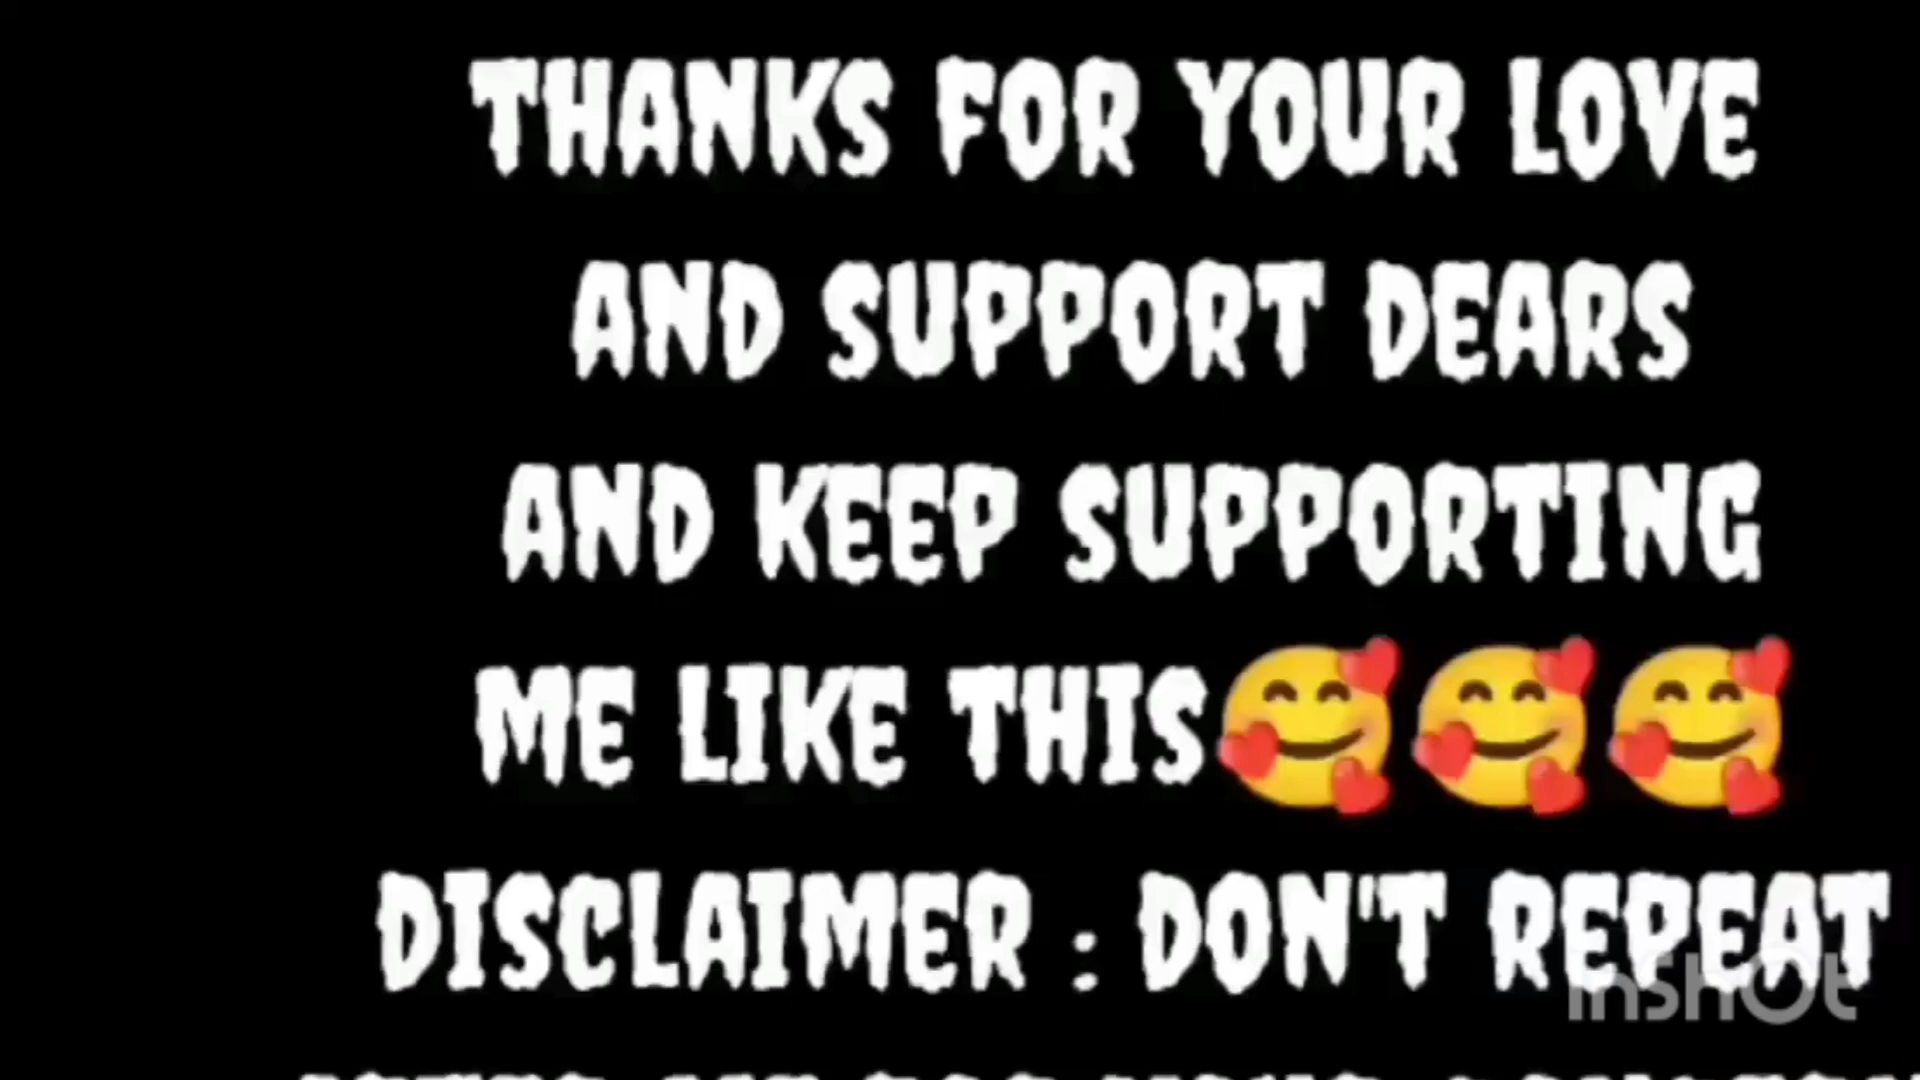 THANKS FOR YOUR LOVE
AND SUPPORT DEARS
AND KEEP SUPPORTING
ME LIKE THIS🥰🥰🥰
DISCLAIMER : DON'T REPEAT
InShOt